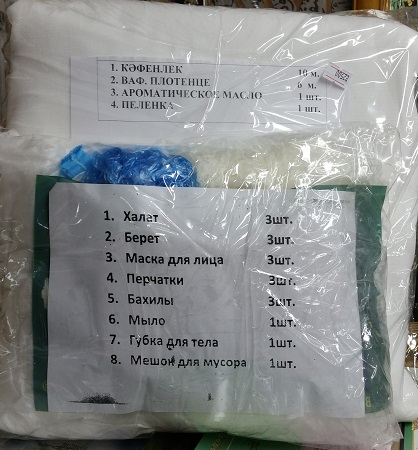 1. КӘФЕНЛЕК 10 м.
2. ВАФ. ПЛОТЕНЦЕ 6 м.
3. АРОМАТИЧЕСКОЕ МАСЛО 1 шт.
4. ПЕЛЕНКА 1 шт.
1. Халат 3шт.
2. Берет 3шт.
3 Маска для лица 3шт.
4 Перчатки 3шт.
5 Бахилы 3шт.
6 Мыло 1шт.
7 Губка для тела 1шт.
8 Мешок для мусора 1шт.